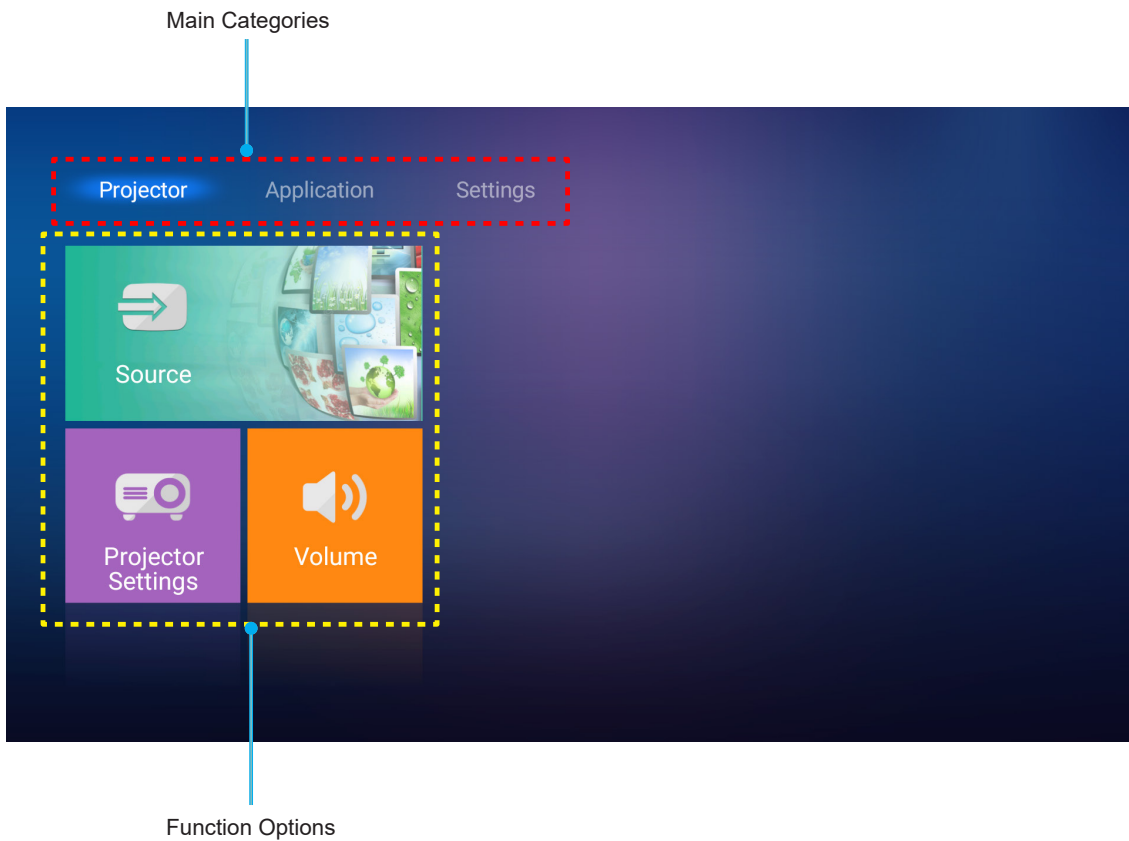 Main Categories
Projector Application Settings
Source
Projector
Settings
Volume
Function Options